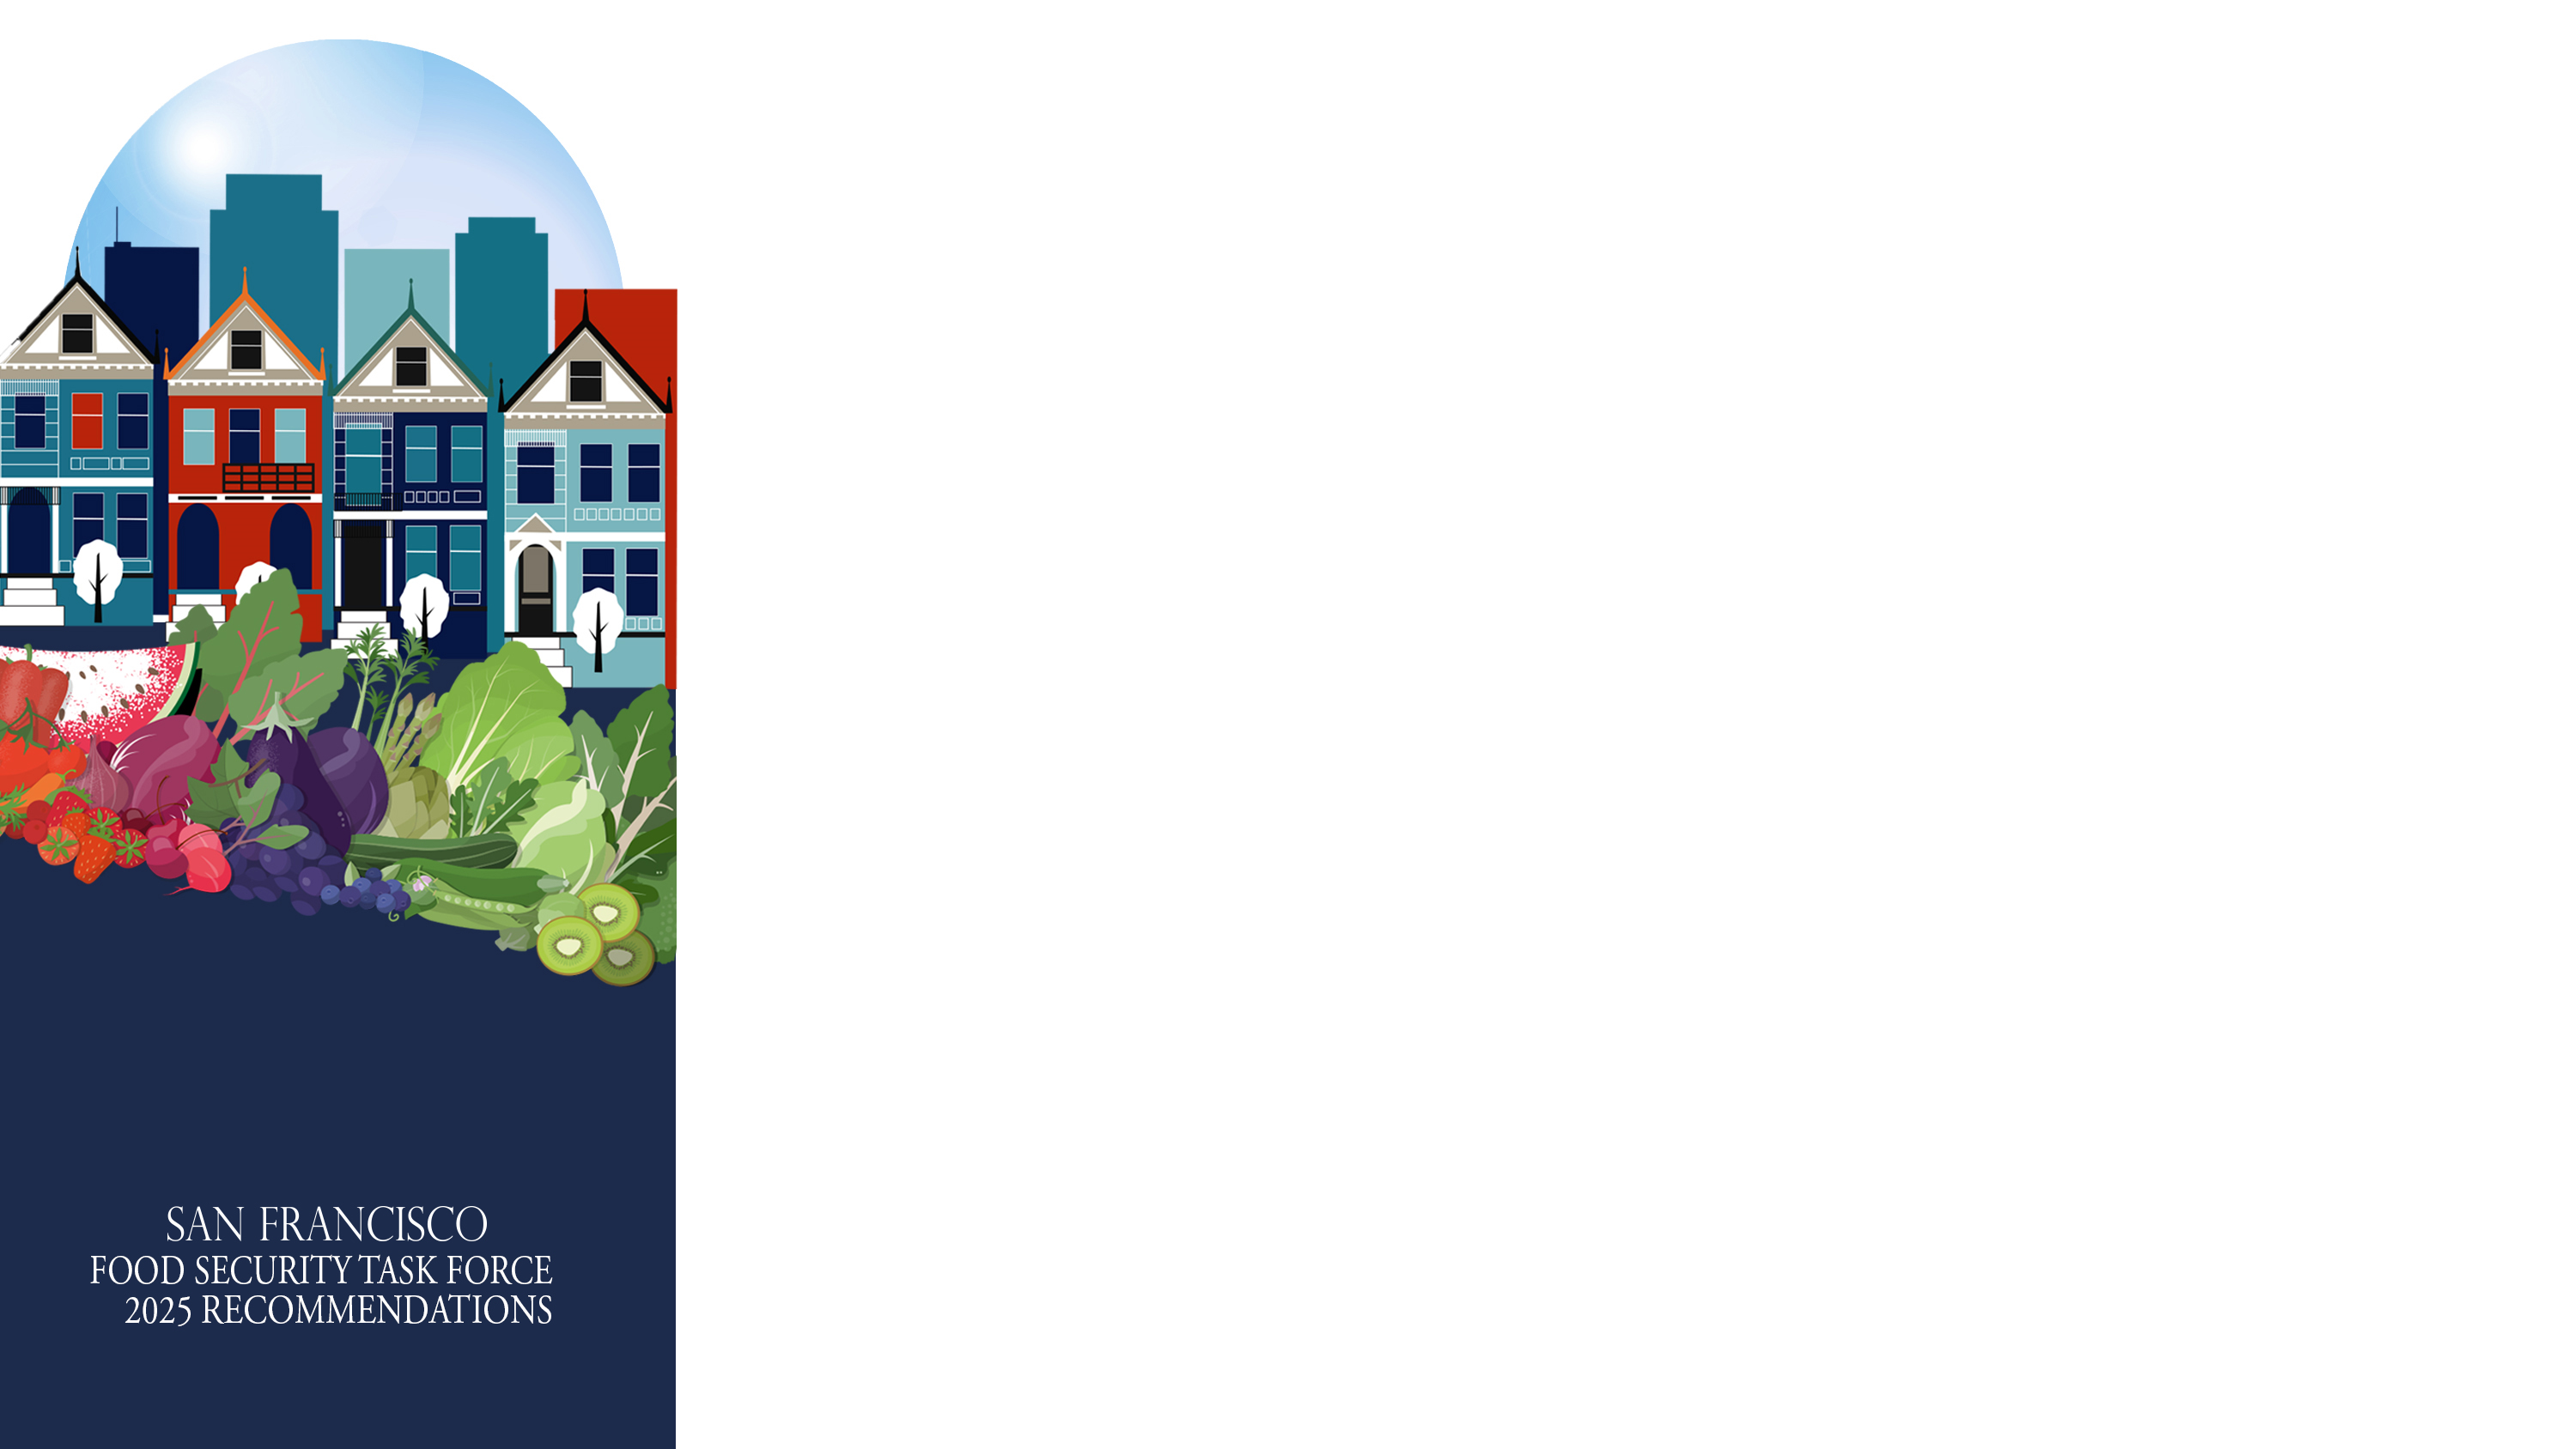 SAN FRANCISCO
FOOD SECURITY TASK FORCE
2025 RECOMMENDATIONS